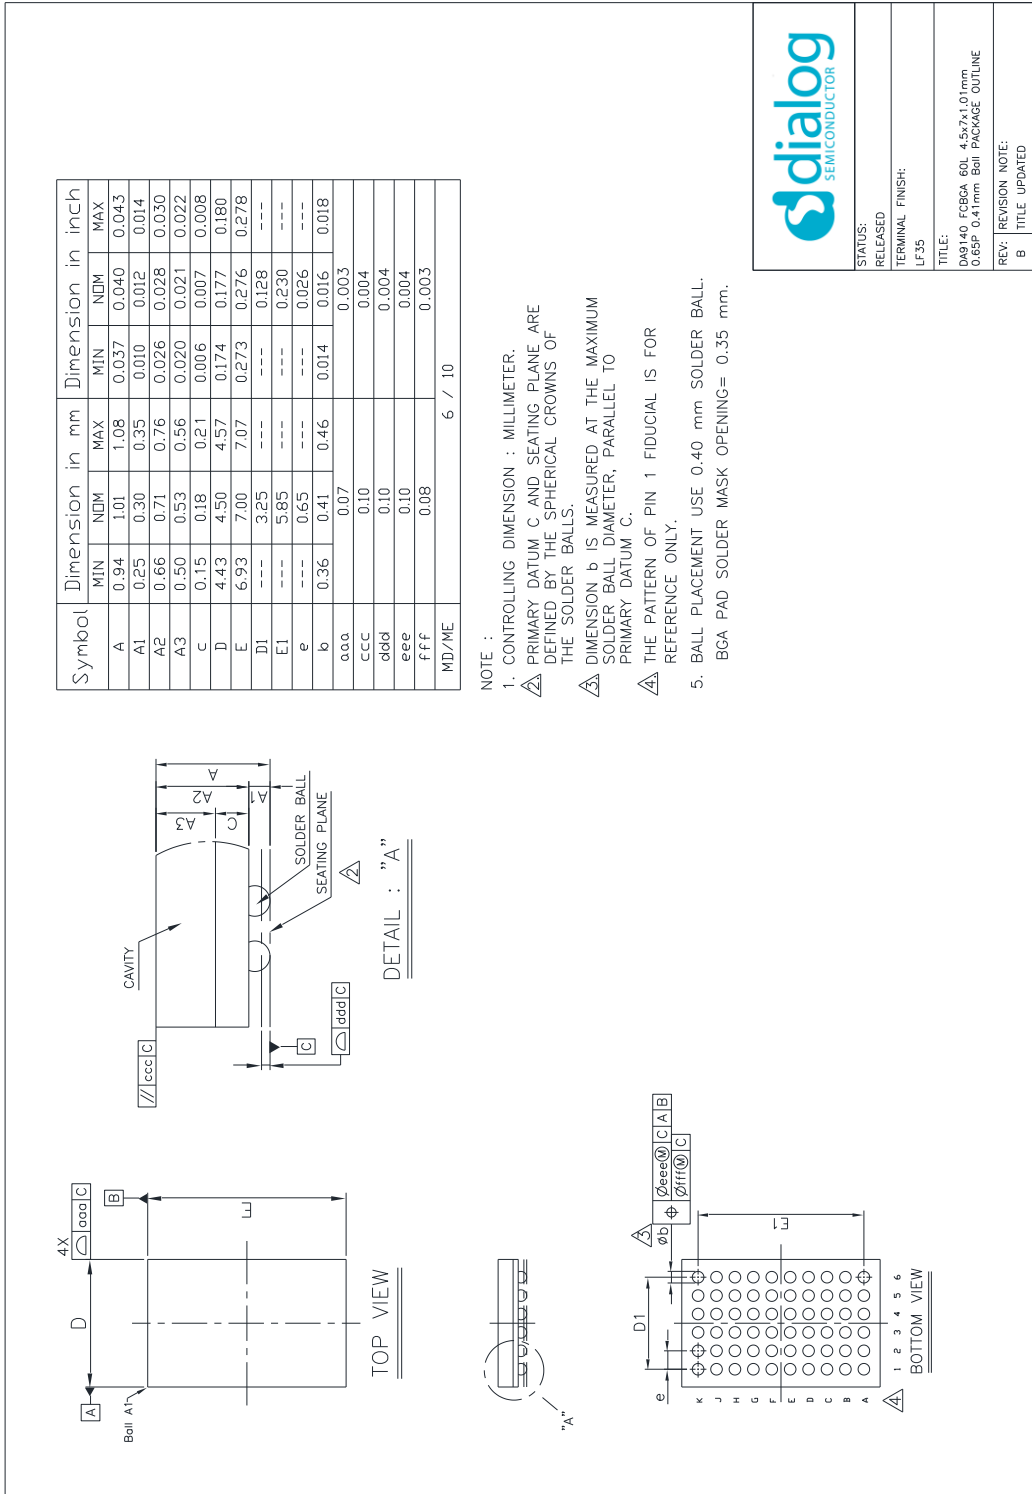 Symbol Dimension in mm Dimension in inch
MIN NOM MAX MIN NOM MAX
A 0.94 1.01 1.08 0.037 0.040 0.043
A1 0.25 0.30 0.35 0.010 0.012 0.014
A2 0.66 0.71 0.76 0.026 0.028 0.030
A3 0.50 0.53 0.56 0.020 0.021 0.022
c 0.15 0.18 0.21 0.006 0.007 0.008
D 4.43 4.50 4.57 0.174 0.177 0.180
E 6.93 7.00 7.07 0.273 0.276 0.278
D1 --- 3.25 --- --- 0.128 ---
E1 --- 5.85 --- --- 0.230 ---
e --- 0.65 --- --- 0.026 ---
b 0.36 0.41 0.46 0.014 0.016 0.018
aaa 0.07 0.003
ccc 0.10 0.004
ddd 0.10 0.004
eee 0.10 0.004
fff 0.08 0.003
MD/ME 6 / 10
NOTE :
1. CONTROLLING DIMENSION : MILLIMETER.
2. PRIMARY DATUM C AND SEATING PLANE ARE
DEFINED BY THE SPHERICAL CROWNS OF
THE SOLDER BALLS.
3. DIMENSION b IS MEASURED AT THE MAXIMUM
SOLDER BALL DIAMETER, PARALLEL TO
PRIMARY DATUM C.
4. THE PATTERN OF PIN 1 FIDUCIAL IS FOR
REFERENCE ONLY.
5. BALL PLACEMENT USE 0.40 mm SOLDER BALL.
BGA PAD SOLDER MASK OPENING= 0.35 mm.
4X
⌓ aaa C
D
A
B
E
Ball A1
TOP VIEW
"A"
// ccc C
CAVITY
A3
C
A2
A1
A
SOLDER BALL
SEATING PLANE
2
C
⌓ ddd C
DETAIL : "A"
3
Øb
⌖ Øeee Ⓜ C A B
Øfff Ⓜ C
D1
e
E1
K
J
H
G
F
E
D
C
B
A
1 2 3 4 5 6
4
BOTTOM VIEW
dialog
SEMICONDUCTOR
STATUS:
RELEASED
TERMINAL FINISH:
LF35
TITLE:
DA9140 FCBGA 60L 4.5x7x1.01mm
0.65P 0.41mm Ball PACKAGE OUTLINE
REV: REVISION NOTE:
B TITLE UPDATED